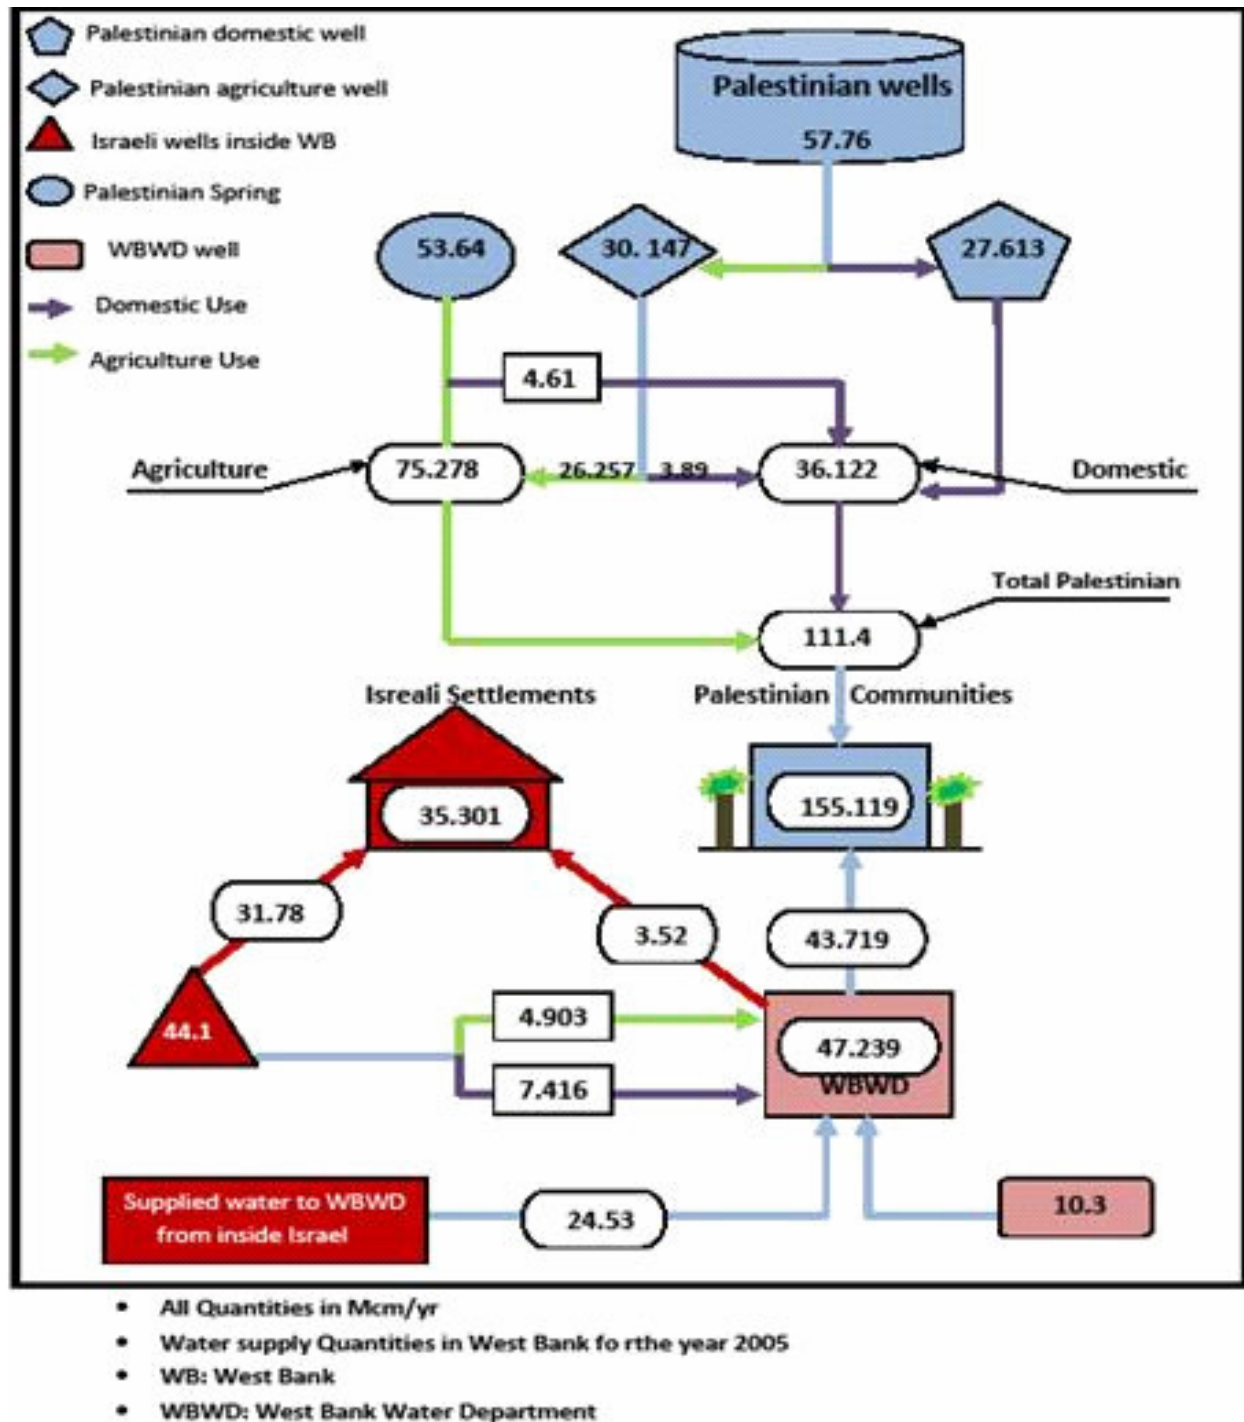 Palestinian domestic well
Palestinian agriculture well
Israeli wells inside WB
Palestinian Spring
WBWD well
Domestic Use
Agriculture Use
Palestinian wells
57.76
53.64
30. 147
27.613
4.61
Agriculture
75.278
26.257
3.89
36.122
Domestic
Total Palestinian
111.4
Isreali Settlements
Palestinian Communities
35.301
155.119
31.78
3.52
43.719
44.1
4.903
7.416
47.239
WBWD
Supplied water to WBWD
from inside Israel
24.53
10.3
• All Quantities in Mcm/yr
• Water supply Quantities in West Bank fo rthe year 2005
• WB: West Bank
• WBWD: West Bank Water Department